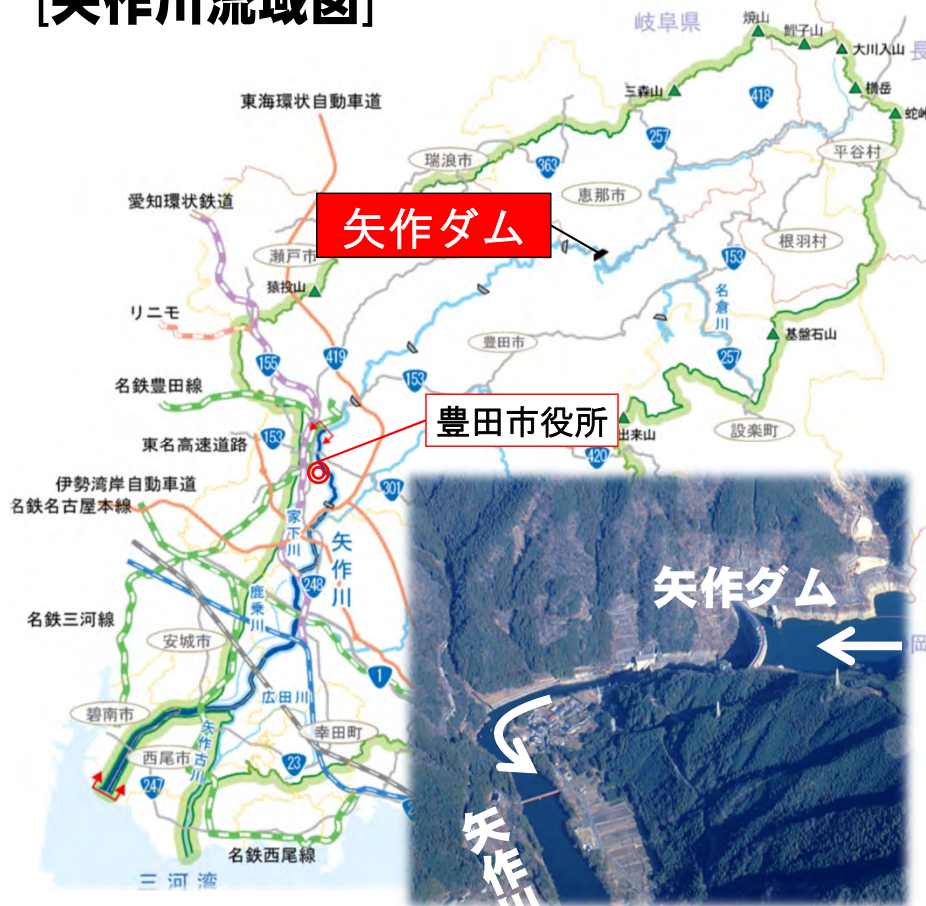 [矢作川流域図]
岐阜県
焼山
鯉子山
大川入山
長
三森山
418
横岳
蛇峠
東海環状自動車道
257
平谷村
瑞浪市
363
恵那市
愛知環状鉄道
矢作ダム
根羽村
瀬戸市
153
猿投山
名倉川
リニモ
豊田市
基盤石山
155
419
257
153
名鉄豊田線
豊田市役所
出来山
設楽町
153
東名高速道路
420
伊勢湾岸自動車道
301
名鉄名古屋本線
家下川
矢作川
矢作ダム
248
鹿乗川
名鉄三河線
安城市
岡
1
広田川
碧南市
矢作古川
幸田町
西尾市
23
247
矢作川
名鉄西尾線
三河湾